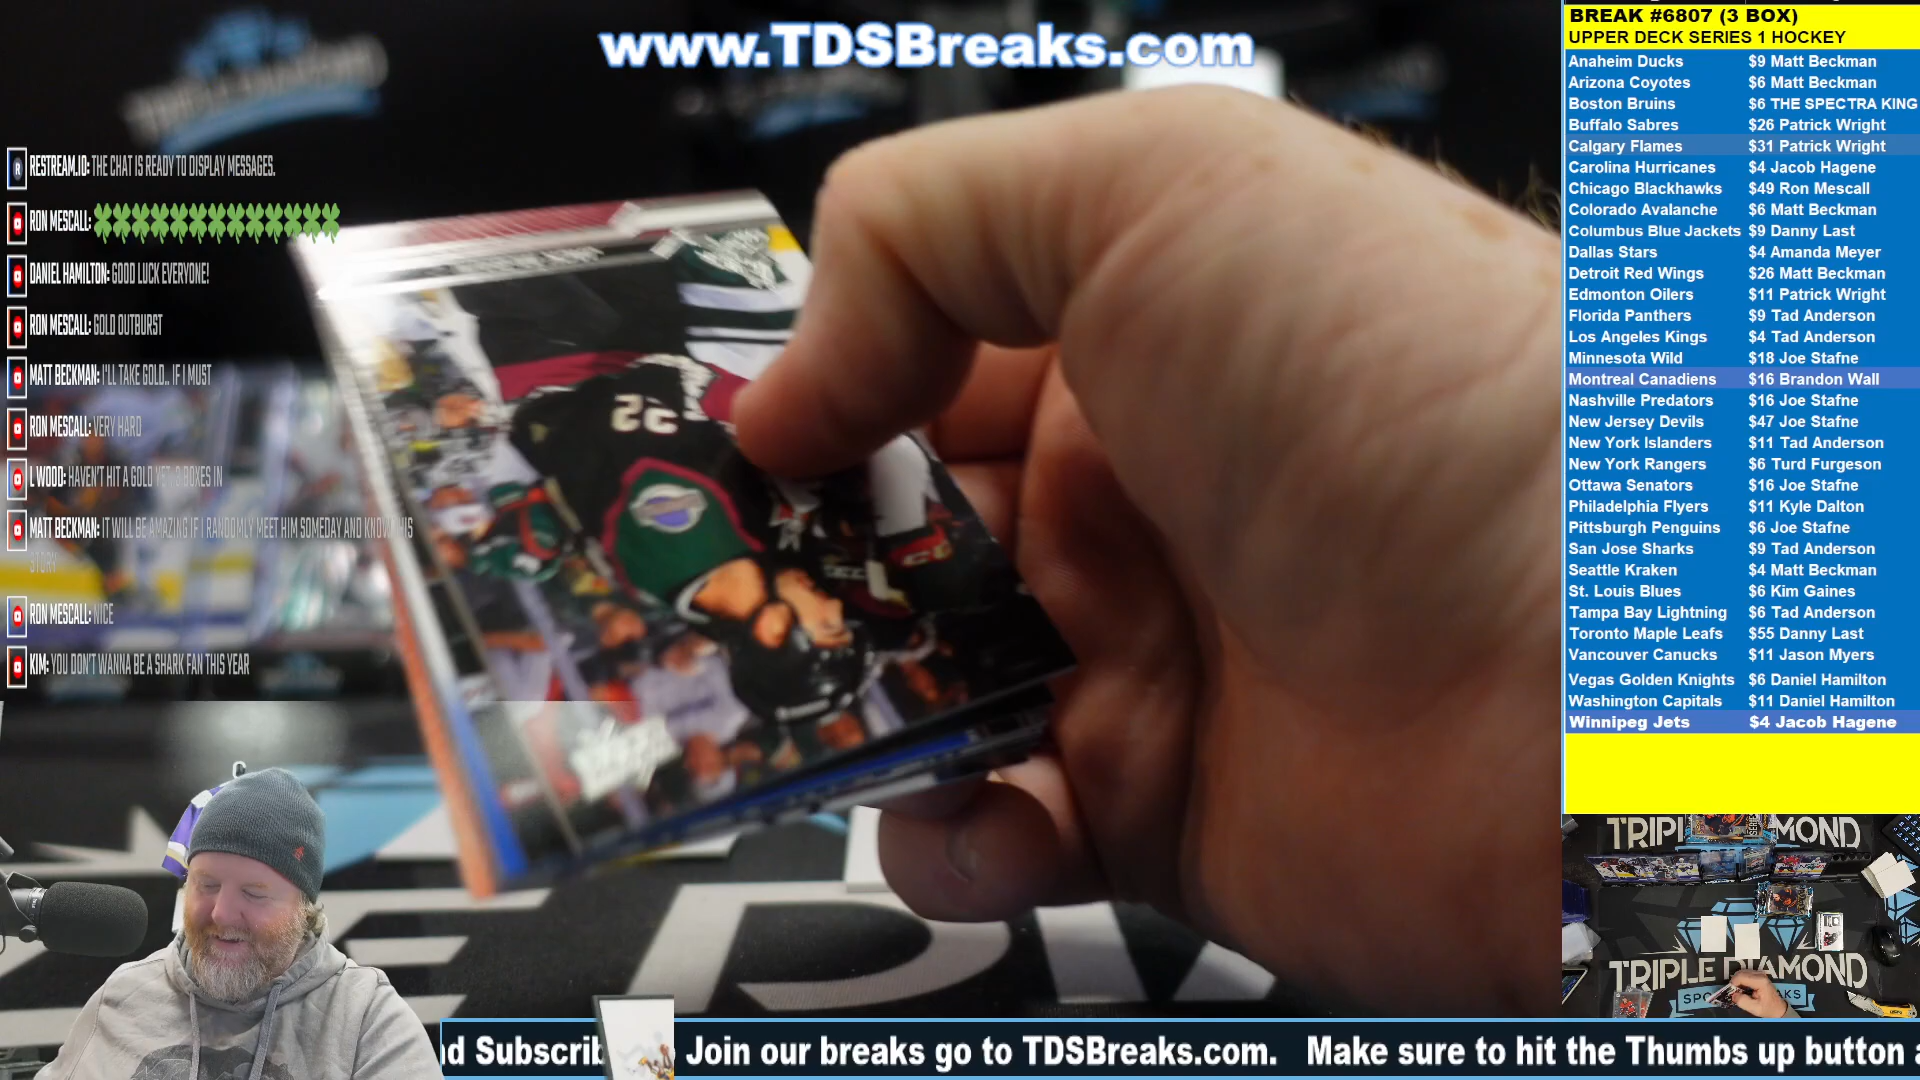 www.TDSBreaks.com
BREAK #6807 (3 BOX)
UPPER DECK SERIES 1 HOCKEY
Anaheim Ducks $9 Matt Beckman
Arizona Coyotes $6 Matt Beckman
Boston Bruins $6 THE SPECTRA KING
Buffalo Sabres $26 Patrick Wright
Calgary Flames $31 Patrick Wright
Carolina Hurricanes $4 Jacob Hagene
Chicago Blackhawks $49 Ron Mescall
Colorado Avalanche $6 Matt Beckman
Columbus Blue Jackets $9 Danny Last
Dallas Stars $4 Amanda Meyer
Detroit Red Wings $26 Matt Beckman
Edmonton Oilers $11 Patrick Wright
Florida Panthers $9 Tad Anderson
Los Angeles Kings $4 Tad Anderson
Minnesota Wild $18 Joe Stafne
Montreal Canadiens $16 Brandon Wall
Nashville Predators $16 Joe Stafne
New Jersey Devils $47 Joe Stafne
New York Islanders $11 Tad Anderson
New York Rangers $6 Turd Furgeson
Ottawa Senators $16 Joe Stafne
Philadelphia Flyers $11 Kyle Dalton
Pittsburgh Penguins $6 Joe Stafne
San Jose Sharks $9 Tad Anderson
Seattle Kraken $4 Matt Beckman
St. Louis Blues $6 Kim Gaines
Tampa Bay Lightning $6 Tad Anderson
Toronto Maple Leafs $55 Danny Last
Vancouver Canucks $11 Jason Myers
Vegas Golden Knights $6 Daniel Hamilton
Washington Capitals $11 Daniel Hamilton
Winnipeg Jets $4 Jacob Hagene
RESTREAM.IO: THE CHAT IS READY TO DISPLAY MESSAGES.
RON MESCALL:
DANIEL HAMILTON: GOOD LUCK EVERYONE!
RON MESCALL: GOLD OUTBURST
MATT BECKMAN: I'LL TAKE GOLD.. IF I MUST
RON MESCALL: VERY HARD
L WOOD: HAVEN'T HIT A GOLD YET, 3 BOXES IN
MATT BECKMAN: IT WILL BE AMAZING IF I RANDOMLY MEET HIM SOMEDAY AND KNOW HIS
STORY
RON MESCALL: NICE
KIM: YOU DON'T WANNA BE A SHARK FAN THIS YEAR
22
TRIPLE DIAMOND
TRIPLE DIAMOND
nd Subscrib Join our breaks go to TDSBreaks.com. Make sure to hit the Thumbs up button a